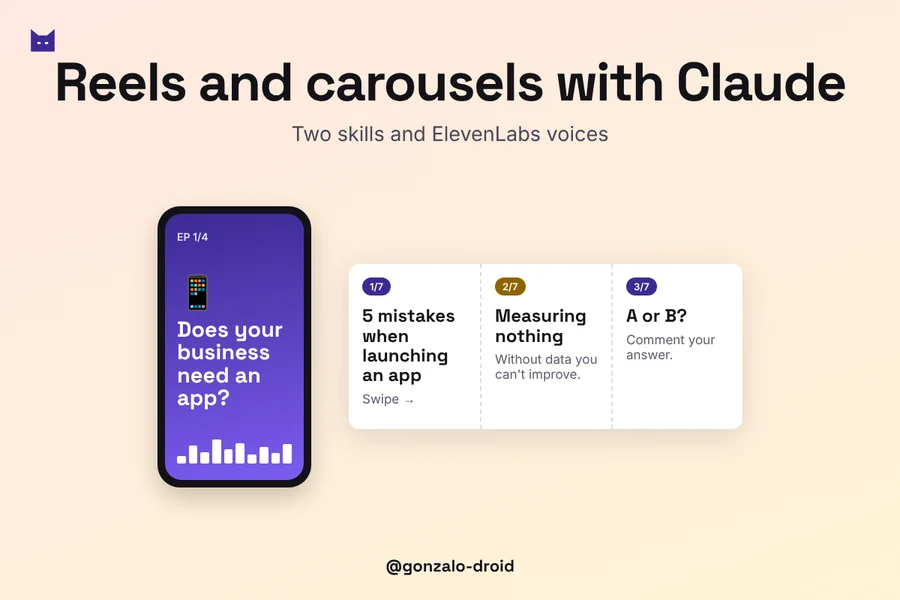 Reels and carousels with Claude
Two skills and ElevenLabs voices
EP 1/4
Does your
business
need an
app?
1/7
5 mistakes
when
launching
an app
Swipe →
2/7
Measuring
nothing
Without data you
can't improve.
3/7
A or B?
Comment your
answer.
@gonzalo-droid